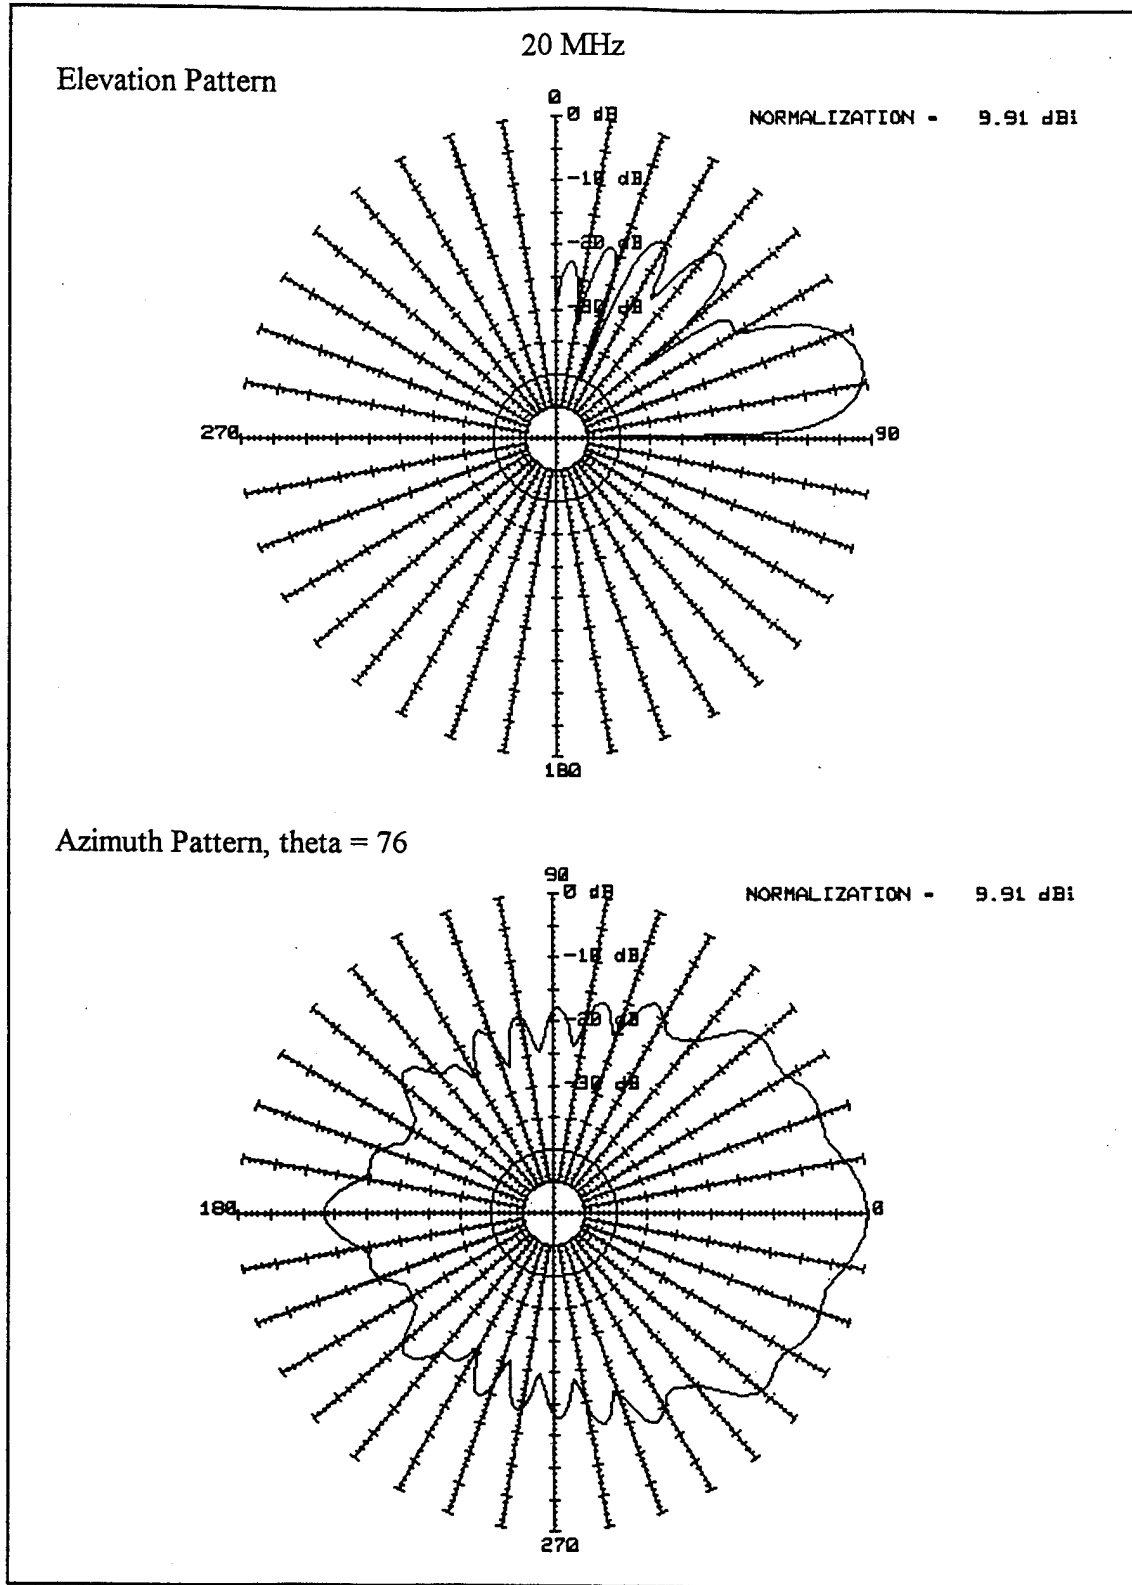 20 MHz
Elevation Pattern
0
0 dB
NORMALIZATION = 9.91 dBi
-10 dB
-20 dB
-30 dB
270
90
180
Azimuth Pattern, theta = 76
90
0 dB
NORMALIZATION = 9.91 dBi
-10 dB
-20 dB
-30 dB
180
0
270